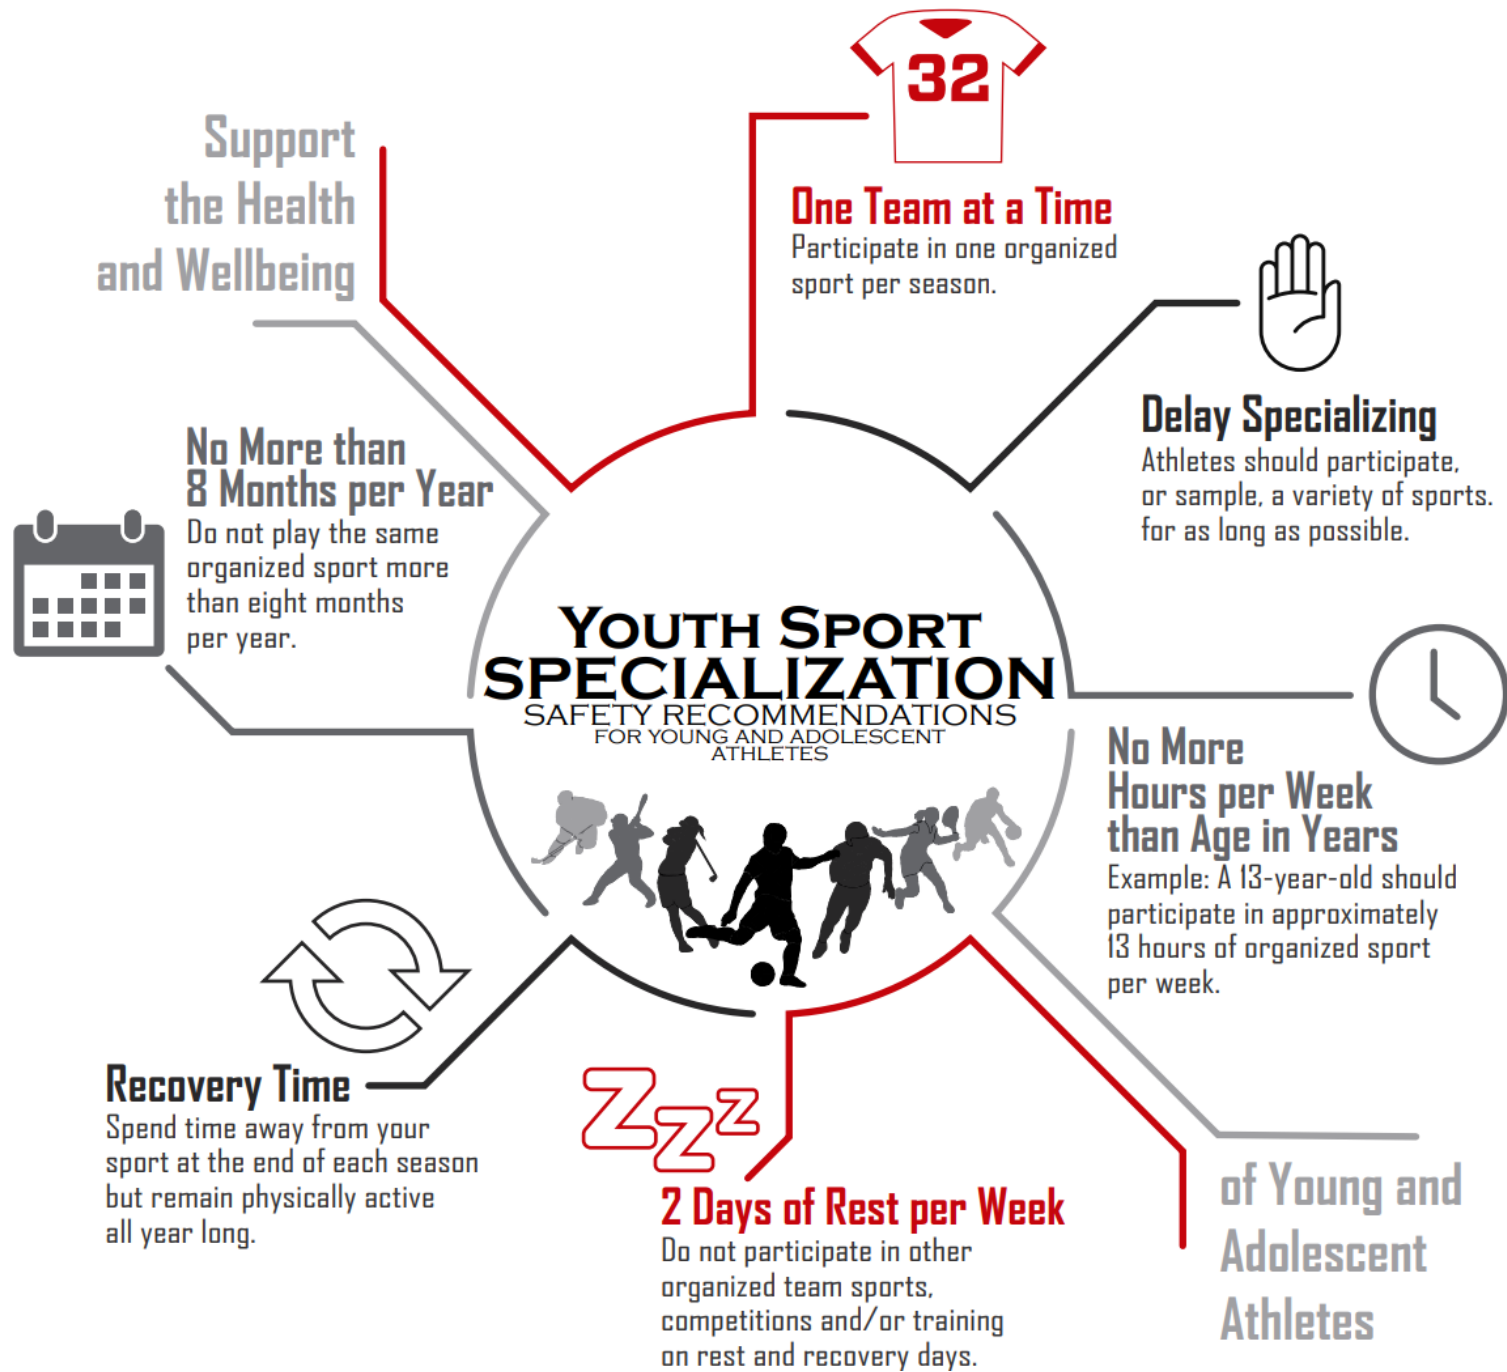 Support
the Health
and Wellbeing
32
One Team at a Time
Participate in one organized
sport per season.
Delay Specializing
Athletes should participate,
or sample, a variety of sports.
for as long as possible.
No More than
8 Months per Year
Do not play the same
organized sport more
than eight months
per year.
YOUTH SPORT
SPECIALIZATION
SAFETY RECOMMENDATIONS
FOR YOUNG AND ADOLESCENT
ATHLETES
No More
Hours per Week
than Age in Years
Example: A 13-year-old should
participate in approximately
13 hours of organized sport
per week.
Recovery Time
Spend time away from your
sport at the end of each season
but remain physically active
all year long.
ZZZ
2 Days of Rest per Week
Do not participate in other
organized team sports,
competitions and/or training
on rest and recovery days.
of Young and
Adolescent
Athletes